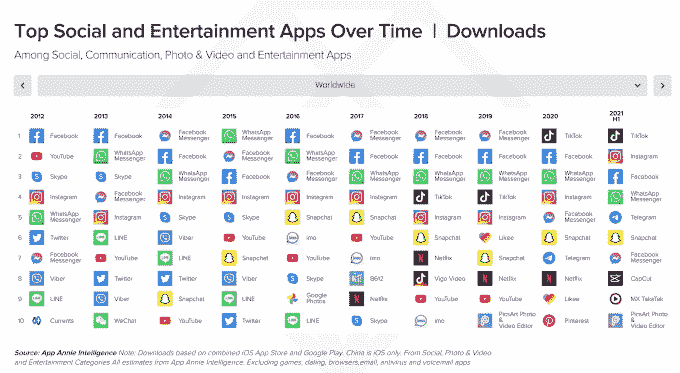 Top Social and Entertainment Apps Over Time | Downloads
Among Social, Communication, Photo & Video and Entertainment Apps
Worldwide
2012 2013 2014 2015 2016 2017 2018 2019 2020 2021 H1
1 Facebook Facebook Facebook Messenger WhatsApp Messenger Facebook Facebook Messenger Facebook Messenger Facebook Messenger TikTok TikTok
2 YouTube WhatsApp Messenger Facebook Facebook Messenger WhatsApp Messenger Facebook Facebook Facebook Facebook Instagram
3 Skype Skype WhatsApp Messenger Facebook Facebook Messenger WhatsApp Messenger WhatsApp Messenger WhatsApp Messenger WhatsApp Messenger Facebook
4 Instagram Facebook Messenger Instagram Instagram Instagram Instagram TikTok TikTok Instagram WhatsApp Messenger
5 WhatsApp Messenger Instagram Skype Skype Snapchat Snapchat Instagram Instagram Facebook Messenger Telegram
6 Twitter LINE Viber YouTube imo YouTube Snapchat Likee Snapchat Snapchat
7 Facebook Messenger YouTube LINE Snapchat YouTube imo Netflix Snapchat Telegram Facebook Messenger
8 Viber Twitter Twitter Viber Skype B612 Vigo Video Netflix Netflix CapCut
9 LINE Viber Snapchat LINE Google Photos Netflix YouTube YouTube Likee MX TakaTak
10 Currents WeChat YouTube Twitter LINE Skype imo PicsArt Photo & Video Editor Pinterest PicsArt Photo & Video Editor
Source: App Annie Intelligence Note: Downloads based on combined iOS App Store and Google Play. China is iOS only. From Social, Photo & Video
and Entertainment Categories All estimates from App Annie Intelligence. Excluding games, dating, browsers,email, antivirus and voicemail apps